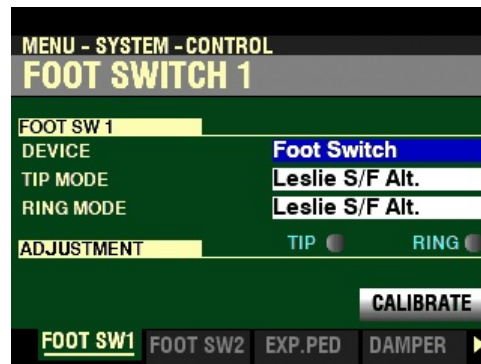 MENU - SYSTEM - CONTROL
FOOT SWITCH 1
FOOT SW 1
DEVICE Foot Switch
TIP MODE Leslie S/F Alt.
RING MODE Leslie S/F Alt.
ADJUSTMENT TIP RING
CALIBRATE
FOOT SW1 FOOT SW2 EXP.PED DAMPER